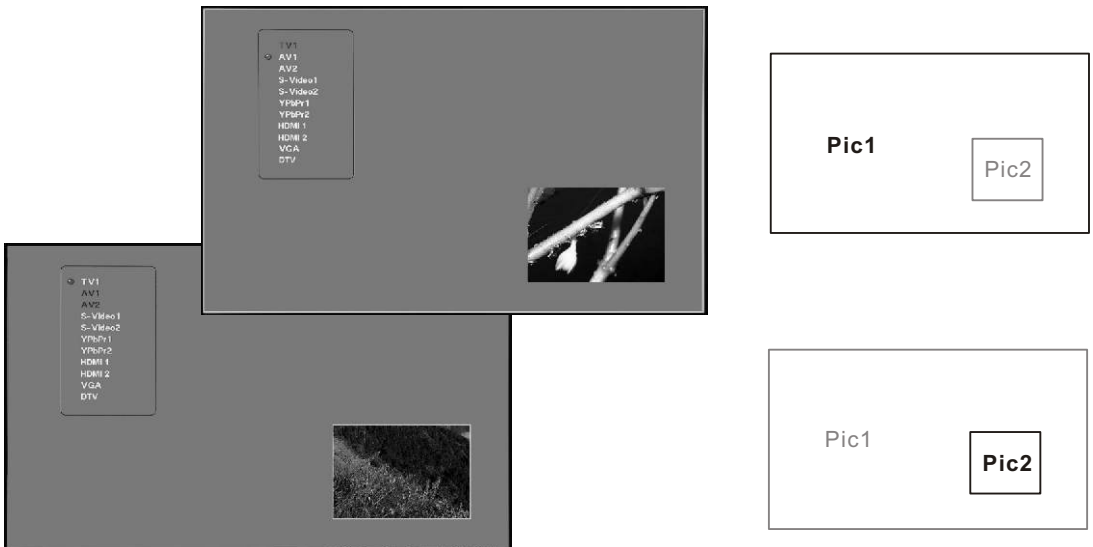 TV1
AV1
AV2
S-Video1
S-Video2
YPbPr1
YPbPr2
HDMI 1
HDMI 2
VGA
DTV
Pic1
Pic2
TV1
AV1
AV2
S-Video1
S-Video2
YPbPr1
YPbPr2
HDMI 1
HDMI 2
VGA
DTV
Pic1
Pic2